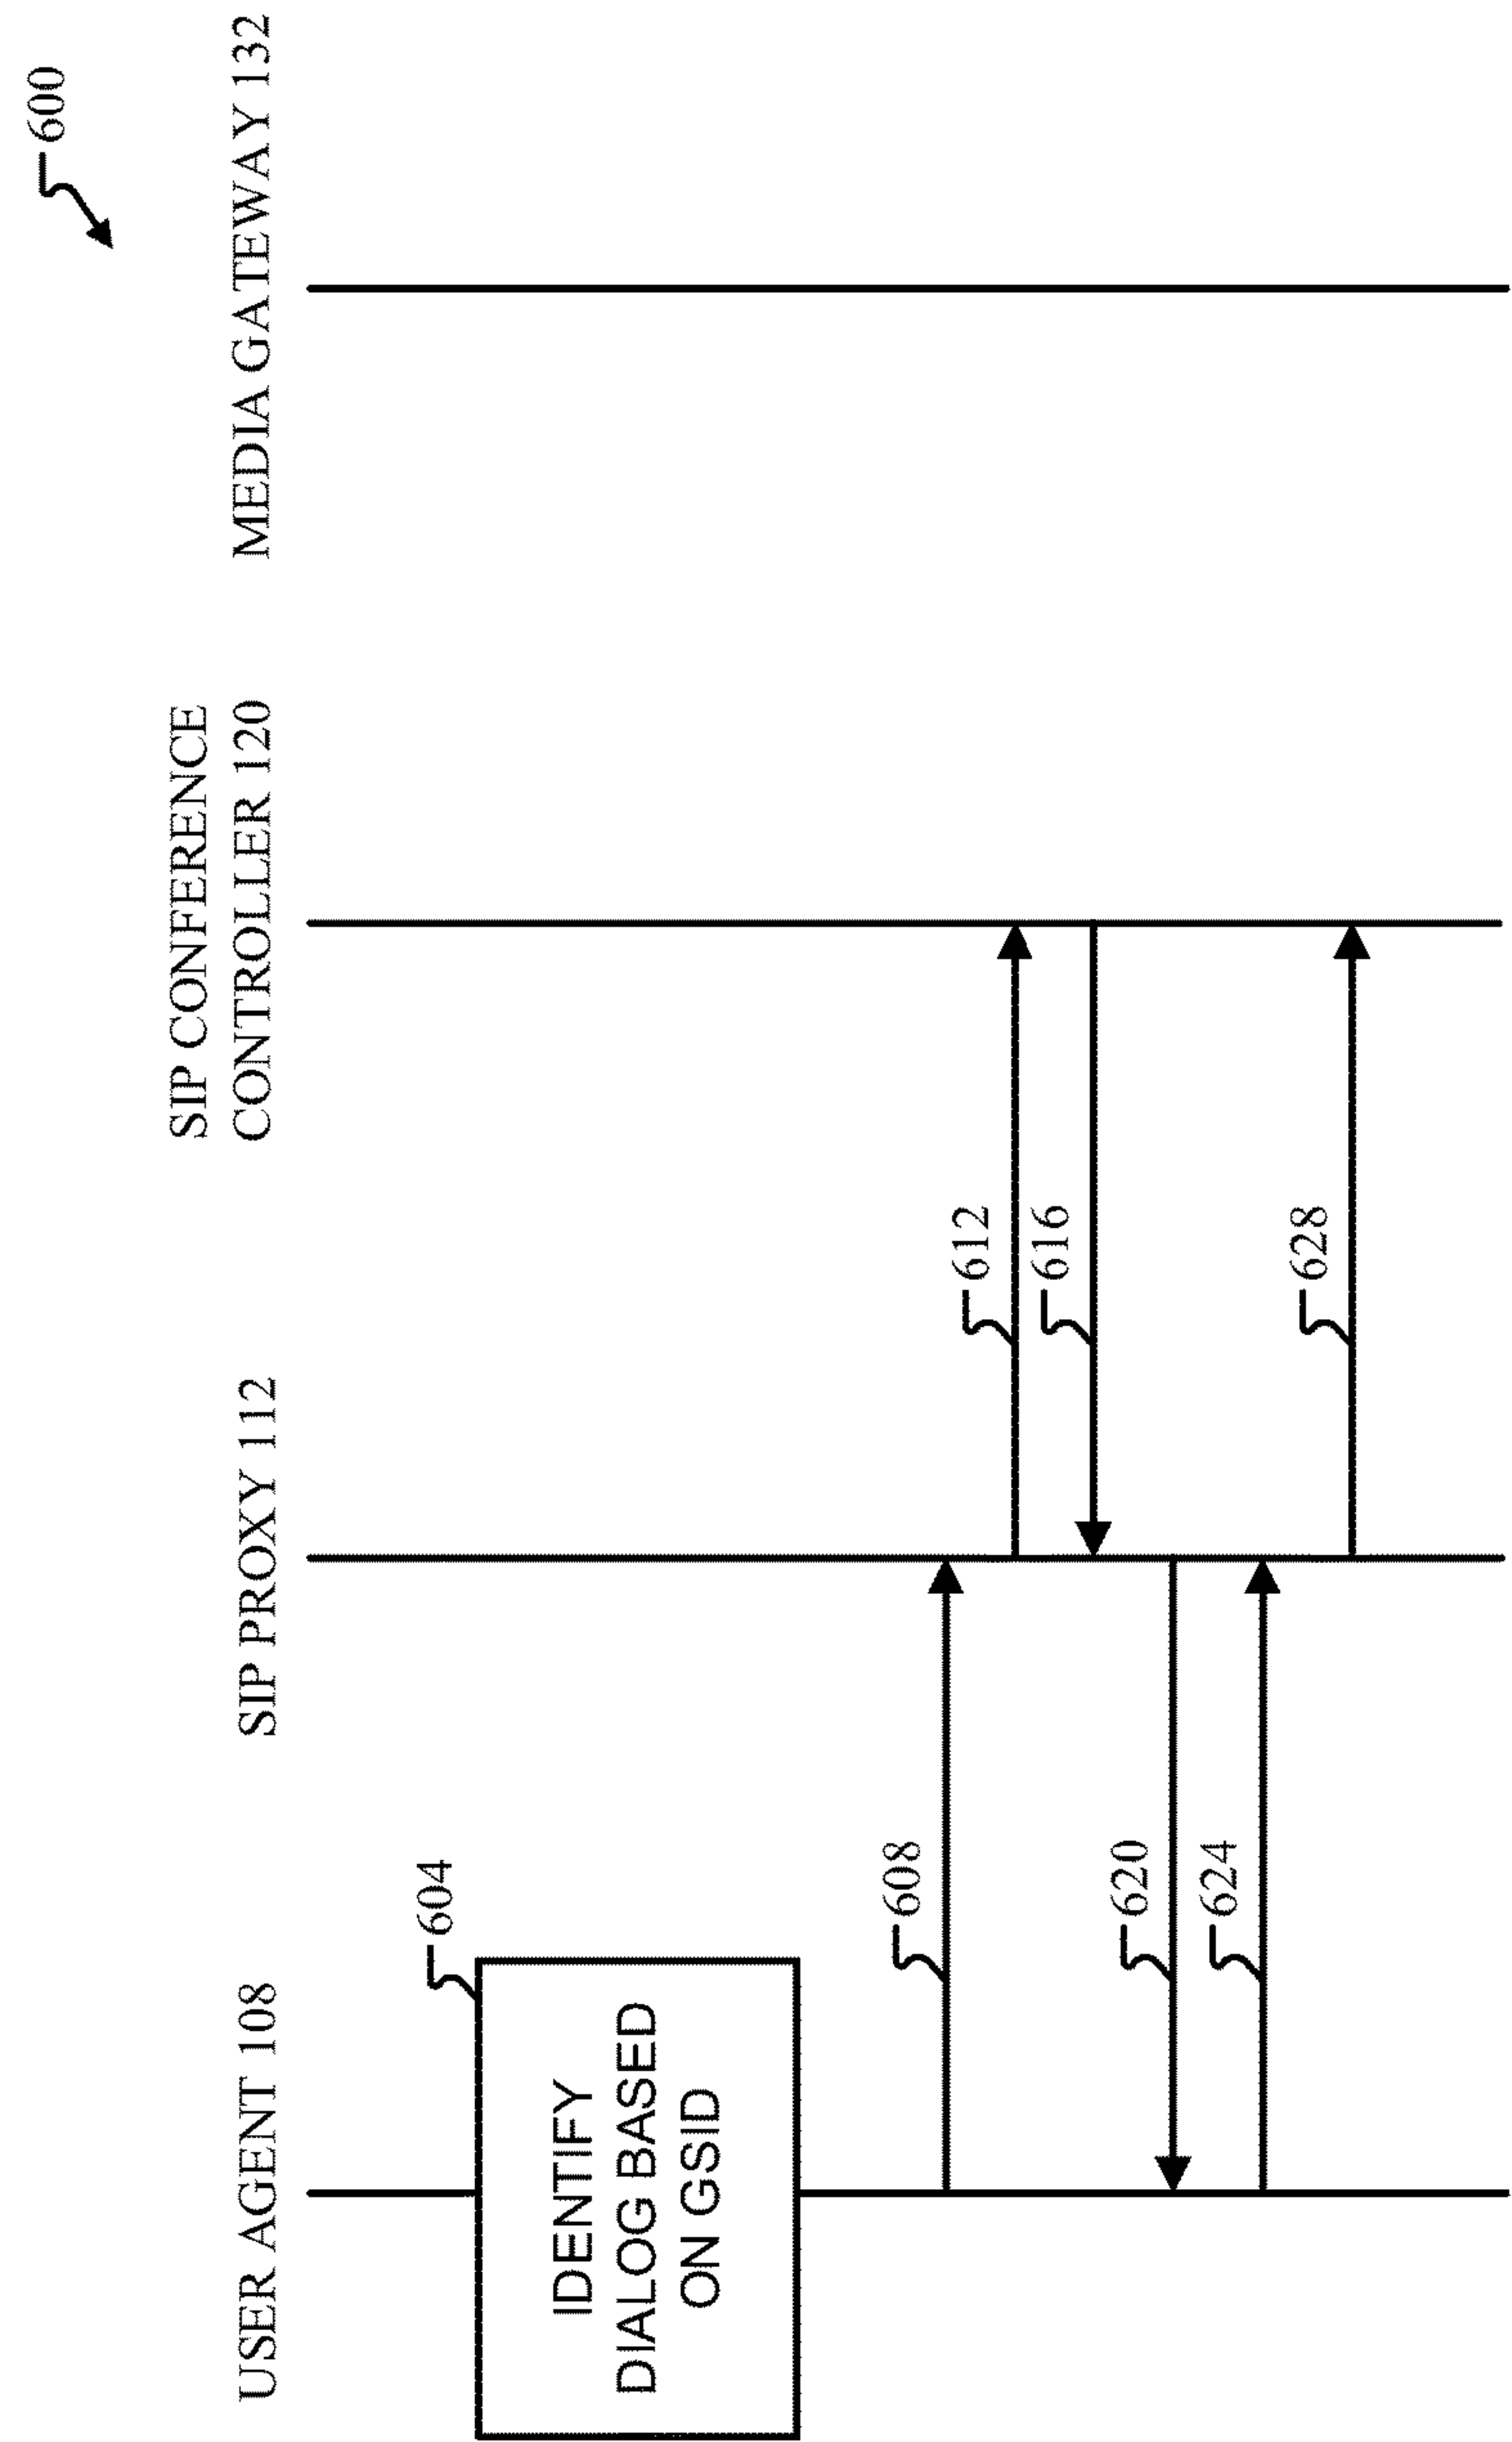 600
USER AGENT 108
SIP PROXY 112
SIP CONFERENCE
CONTROLLER 120
MEDIA GATEWAY 132
604
IDENTIFY
DIALOG BASED
ON GSID
608
612
616
620
624
628